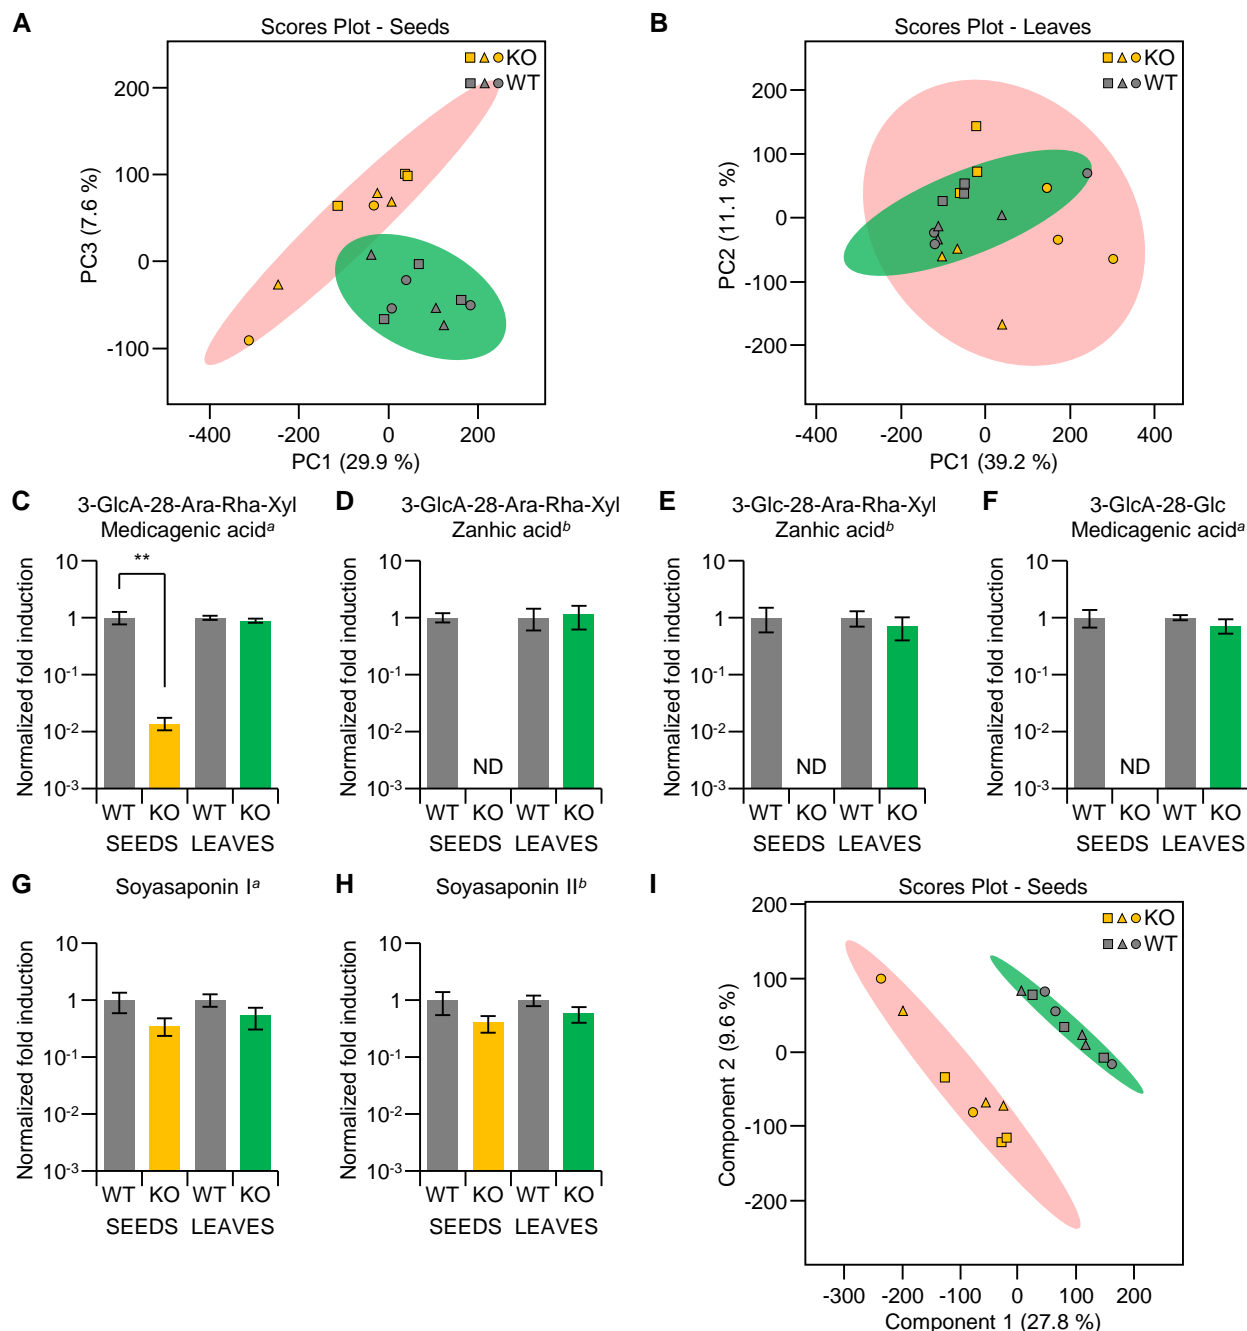 A
Scores Plot - Seeds
KO
WT
200
100
0
-100
PC3 (7.6 %)
-400
-200
0
200
PC1 (29.9 %)
B
Scores Plot - Leaves
KO
WT
200
100
0
-100
-200
PC2 (11.1 %)
-400
-200
0
200
400
PC1 (39.2 %)
C
3-GlcA-28-Ara-Rha-Xyl
Medicagenic acidᵃ
**
Normalized fold induction
10
1
10⁻¹
10⁻²
10⁻³
WT KO WT KO
SEEDS LEAVES
D
3-GlcA-28-Ara-Rha-Xyl
Zanhic acidᵇ
Normalized fold induction
10
1
10⁻¹
10⁻²
10⁻³
ND
WT KO WT KO
SEEDS LEAVES
E
3-Glc-28-Ara-Rha-Xyl
Zanhic acidᵇ
Normalized fold induction
10
1
10⁻¹
10⁻²
10⁻³
ND
WT KO WT KO
SEEDS LEAVES
F
3-GlcA-28-Glc
Medicagenic acidᵃ
Normalized fold induction
10
1
10⁻¹
10⁻²
10⁻³
ND
WT KO WT KO
SEEDS LEAVES
G
Soyasaponin Iᵃ
Normalized fold induction
10
1
10⁻¹
10⁻²
10⁻³
WT KO WT KO
SEEDS LEAVES
H
Soyasaponin IIᵇ
Normalized fold induction
10
1
10⁻¹
10⁻²
10⁻³
WT KO WT KO
SEEDS LEAVES
I
Scores Plot - Seeds
KO
WT
200
100
0
-100
-200
Component 2 (9.6 %)
-300
-200
-100
0
100
200
Component 1 (27.8 %)